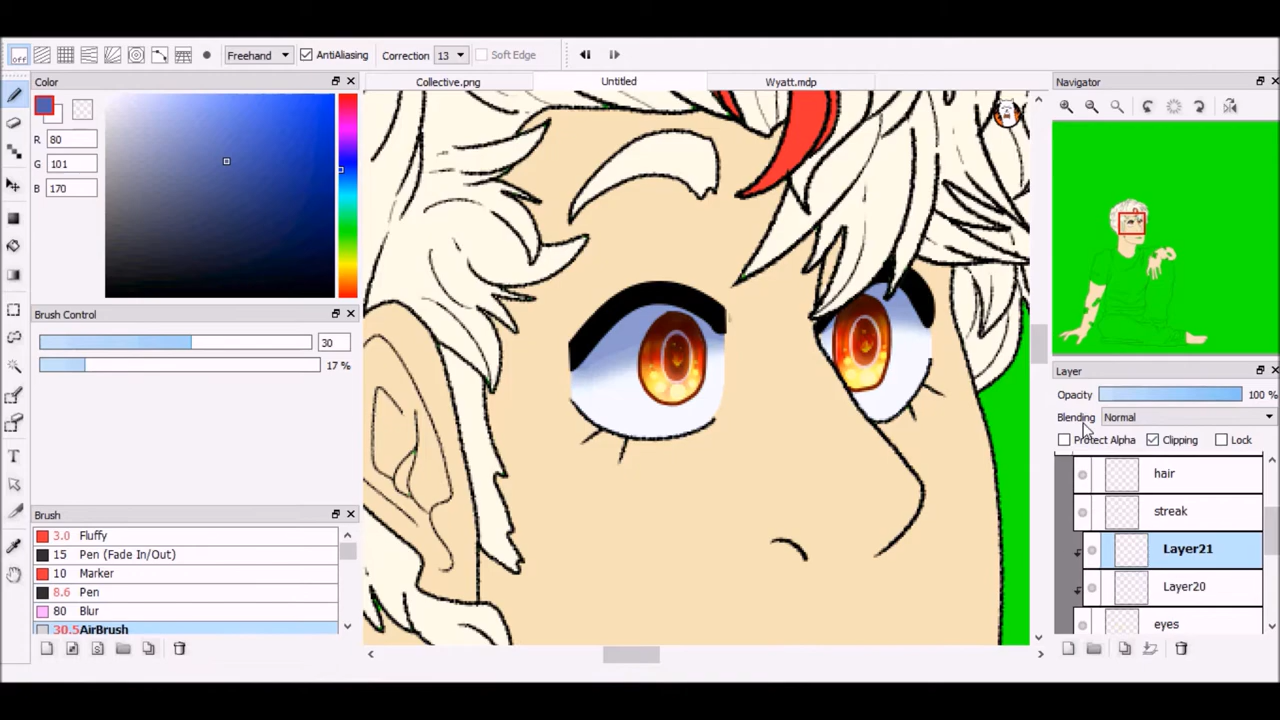 off Freehand AntiAliasing Correction 13 Soft Edge
Color
Collective.png
Untitled
Wyatt.mdp
Navigator
R 80
G 101
B 170
Brush Control
30
17 %
Brush
3.0 Fluffy
15 Pen (Fade In/Out)
10 Marker
8.6 Pen
80 Blur
30.5 AirBrush
T
Layer
Opacity 100 %
Blending Normal
Protect Alpha Clipping Lock
hair
streak
Layer21
Layer20
eyes